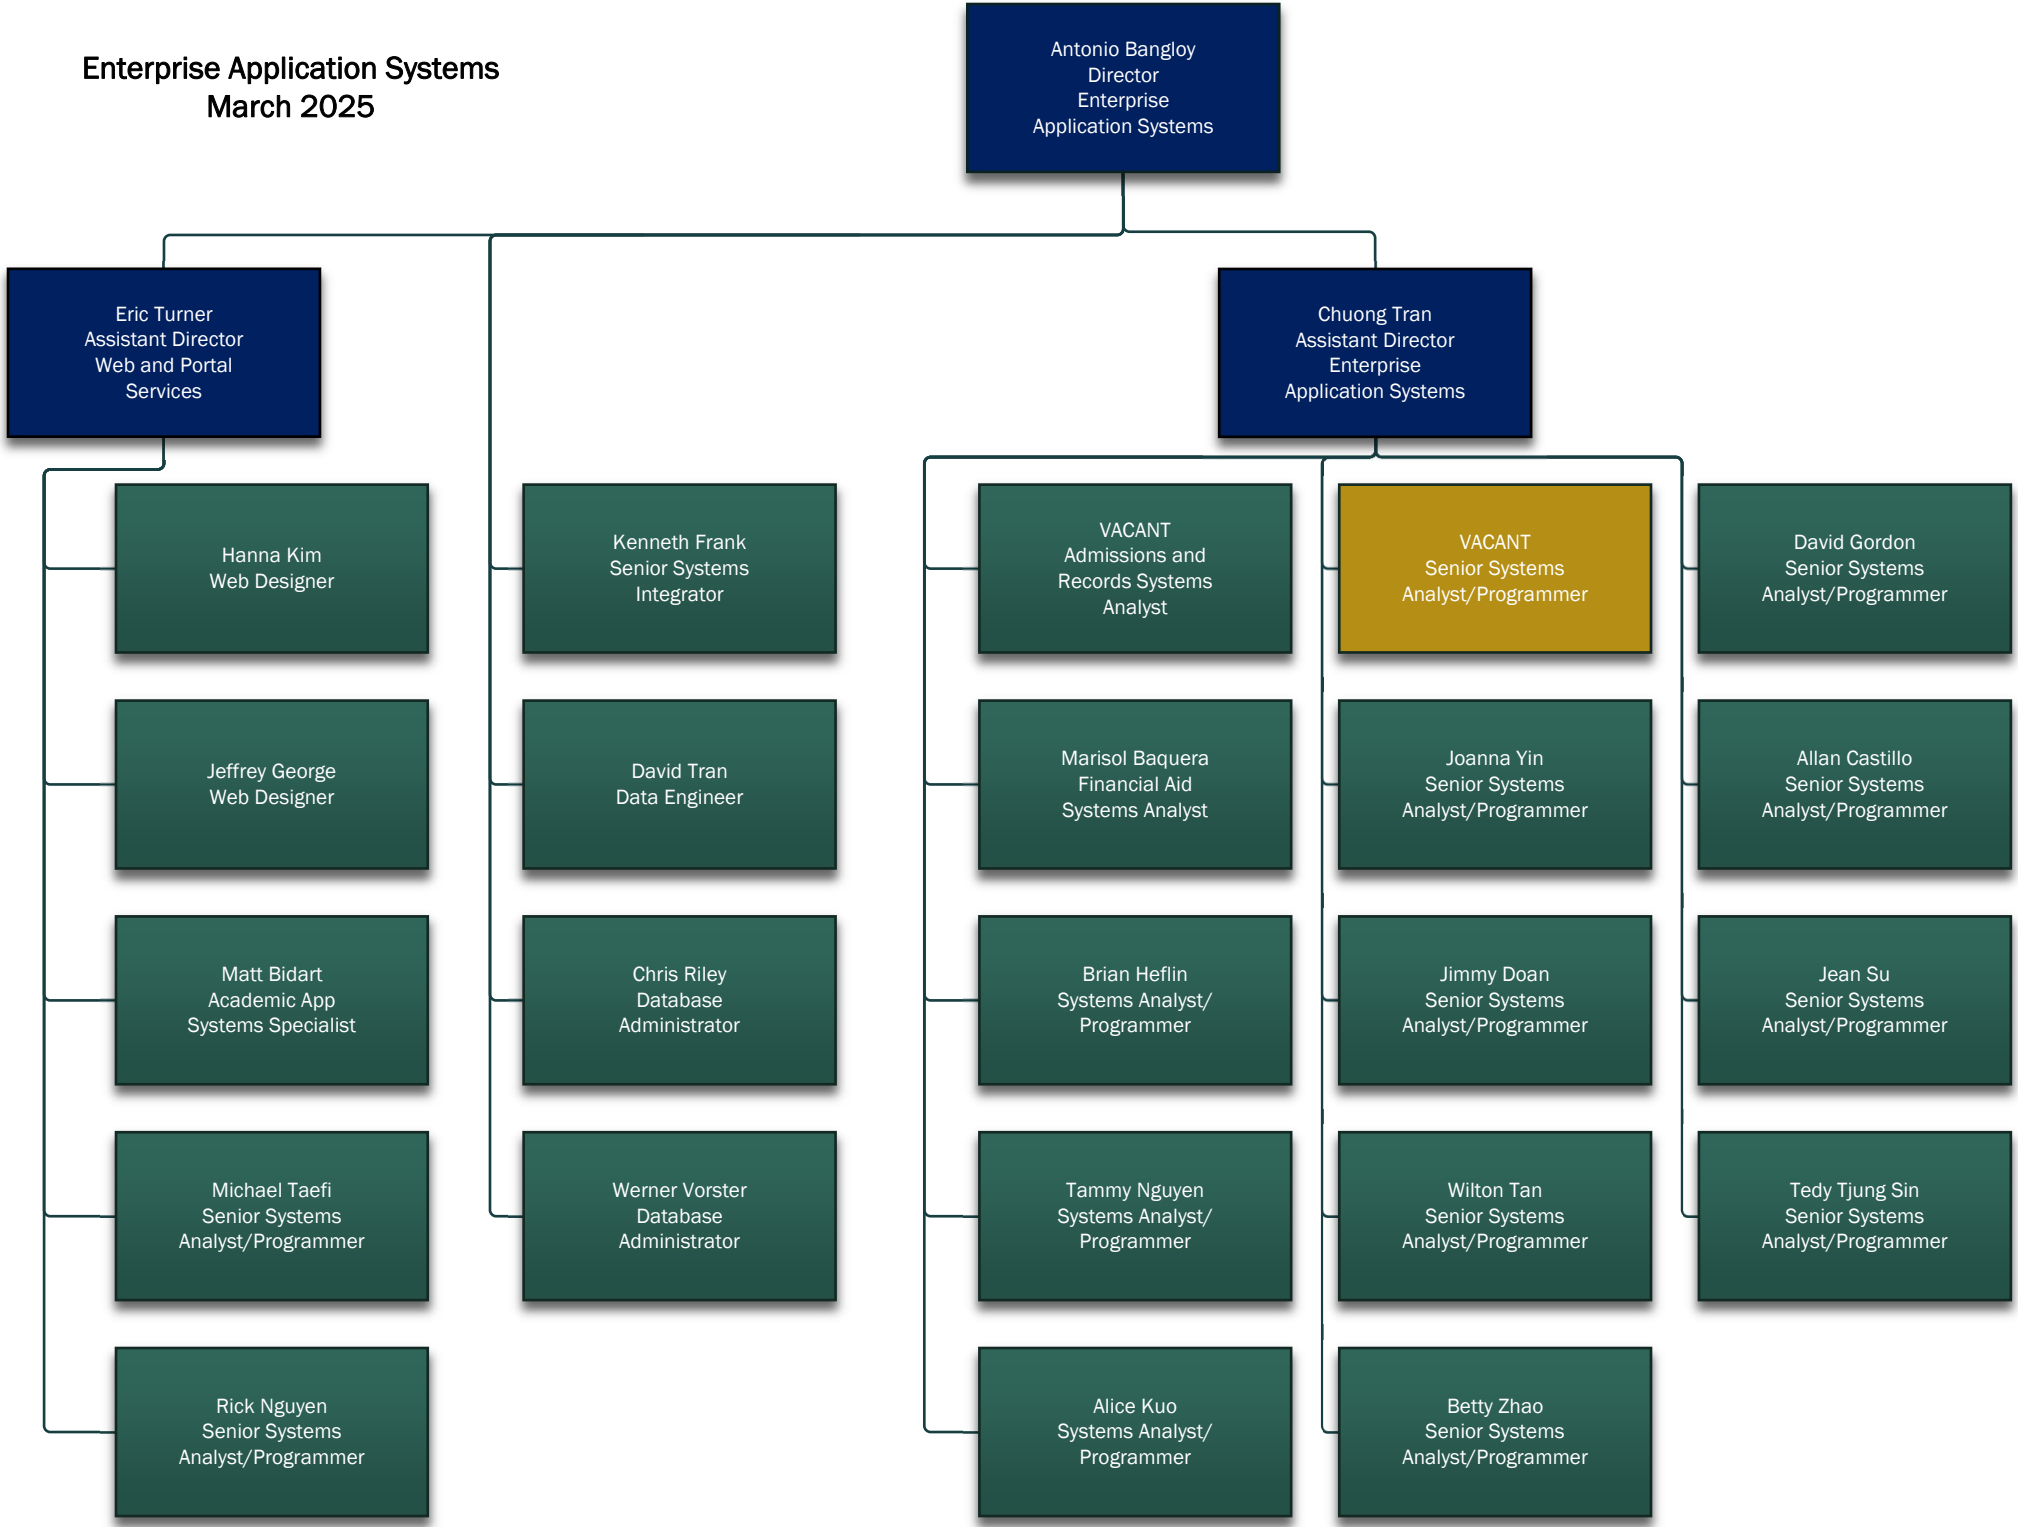 Enterprise Application Systems
March 2025
Antonio Bangloy
Director
Enterprise
Application Systems
Eric Turner
Assistant Director
Web and Portal
Services
Chuong Tran
Assistant Director
Enterprise
Application Systems
Hanna Kim
Web Designer
Kenneth Frank
Senior Systems
Integrator
VACANT
Admissions and
Records Systems
Analyst
VACANT
Senior Systems
Analyst/Programmer
David Gordon
Senior Systems
Analyst/Programmer
Jeffrey George
Web Designer
David Tran
Data Engineer
Marisol Baquera
Financial Aid
Systems Analyst
Joanna Yin
Senior Systems
Analyst/Programmer
Allan Castillo
Senior Systems
Analyst/Programmer
Matt Bidart
Academic App
Systems Specialist
Chris Riley
Database
Administrator
Brian Heflin
Systems Analyst/
Programmer
Jimmy Doan
Senior Systems
Analyst/Programmer
Jean Su
Senior Systems
Analyst/Programmer
Michael Taefi
Senior Systems
Analyst/Programmer
Werner Vorster
Database
Administrator
Tammy Nguyen
Systems Analyst/
Programmer
Wilton Tan
Senior Systems
Analyst/Programmer
Tedy Tjung Sin
Senior Systems
Analyst/Programmer
Rick Nguyen
Senior Systems
Analyst/Programmer
Alice Kuo
Systems Analyst/
Programmer
Betty Zhao
Senior Systems
Analyst/Programmer